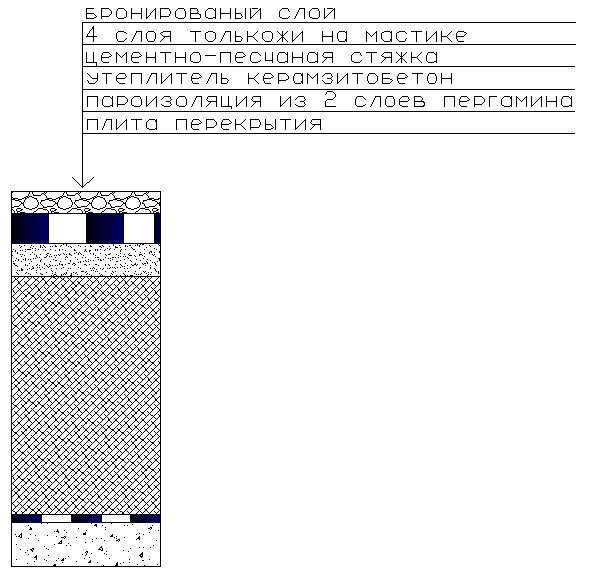 БРОНИРОВАНЫЙ СЛОЙ
4 СЛОЯ ТОЛЬКОЖИ НА МАСТИКЕ
ЦЕМЕНТНО-ПЕСЧАНАЯ СТЯЖКА
УТЕПЛИТЕЛЬ КЕРАМЗИТОБЕТОН
ПАРОИЗОЛЯЦИЯ ИЗ 2 СЛОЕВ ПЕРГАМИНА
ПЛИТА ПЕРЕКРЫТИЯ